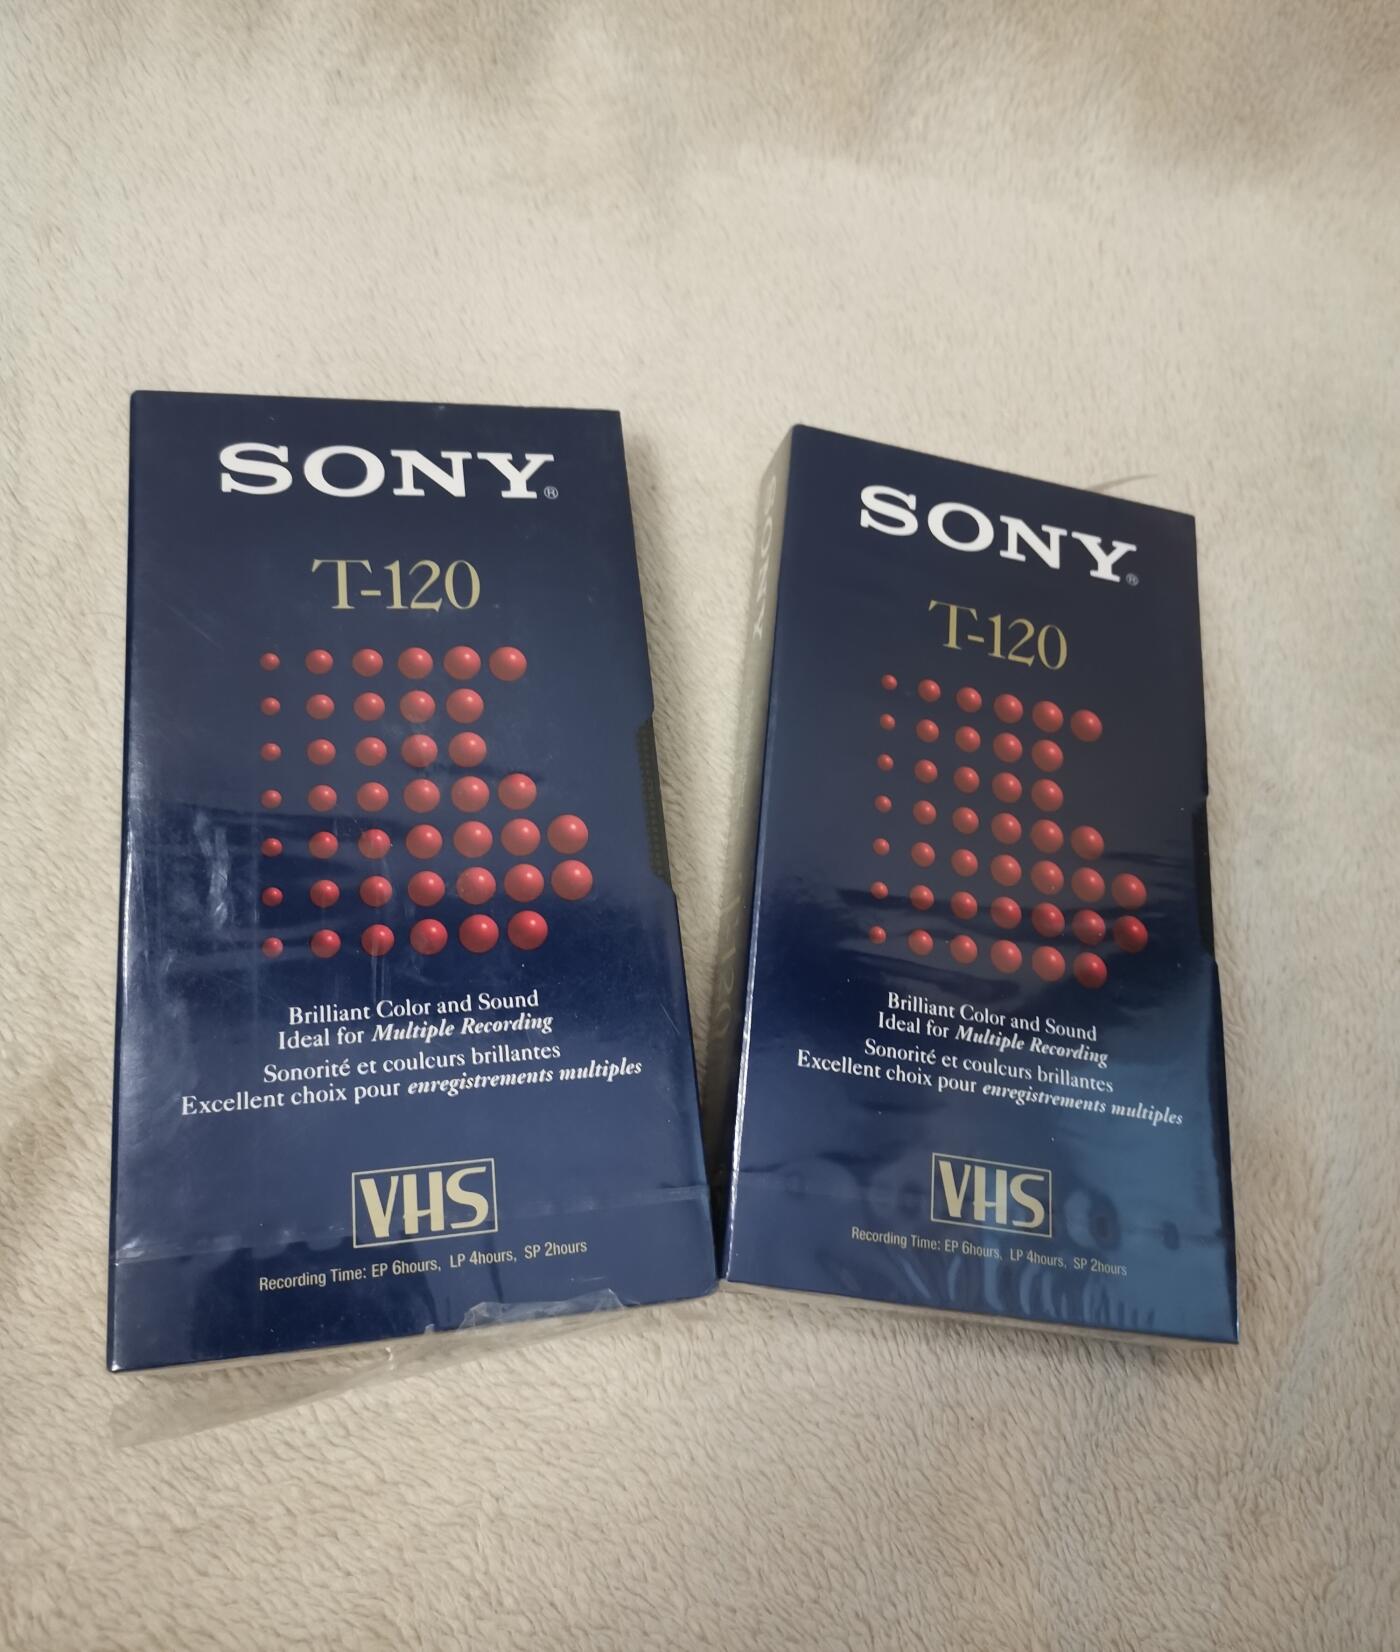 SONY®
T-120
Brilliant Color and Sound
Ideal for Multiple Recording
Sonorité et couleurs brillantes
Excellent choix pour enregistrements multiples
VHS
Recording Time: EP 6hours, LP 4hours, SP 2hours
SONY
SONY®
T-120
Brilliant Color and Sound
Ideal for Multiple Recording
Sonorité et couleurs brillantes
Excellent choix pour enregistrements multiples
VHS
Recording Time: EP 6hours, LP 4hours, SP 2hours